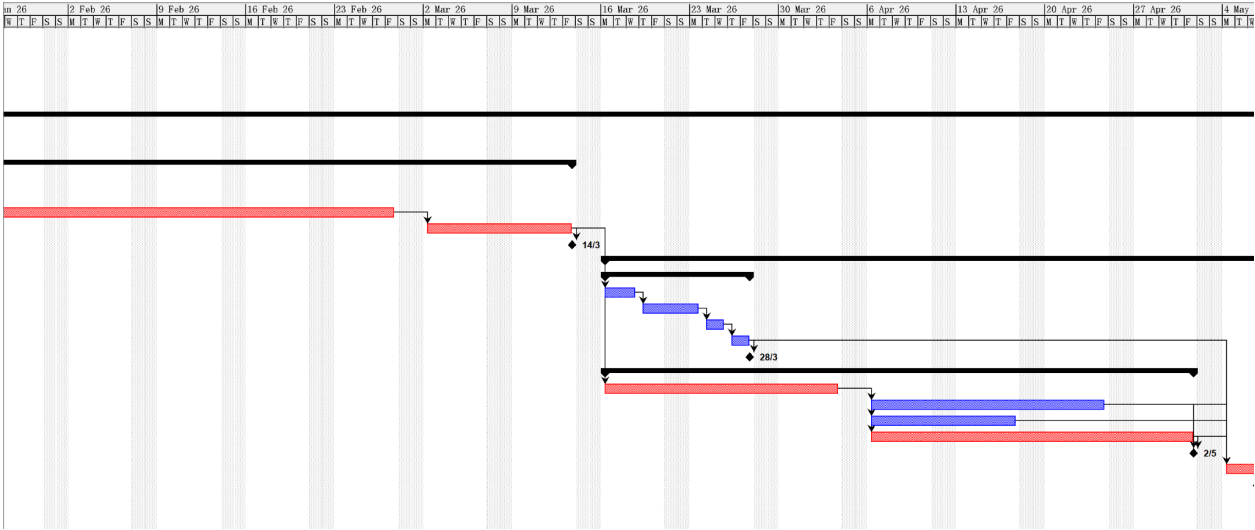 an 26 2 Feb 26 9 Feb 26 16 Feb 26 23 Feb 26 2 Mar 26 9 Mar 26 16 Mar 26 23 Mar 26 30 Mar 26 6 Apr 26 13 Apr 26 20 Apr 26 27 Apr 26 4 May
W T F S S M T W T F S S M T W T F S S M T W T F S S M T W T F S S M T W T F S S M T W T F S S M T W T F S S M T W T F S S M T W T F S S M T W T F S S M T W T F S S M T W T F S S M T W T F S S M T W
14/3
28/3
2/5